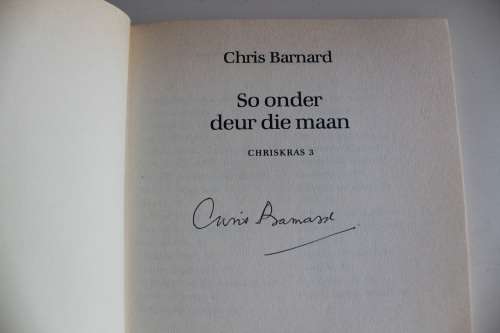 Chris Barnard
So onder
deur die maan
CHRISKRAS 3
Chris Barnard